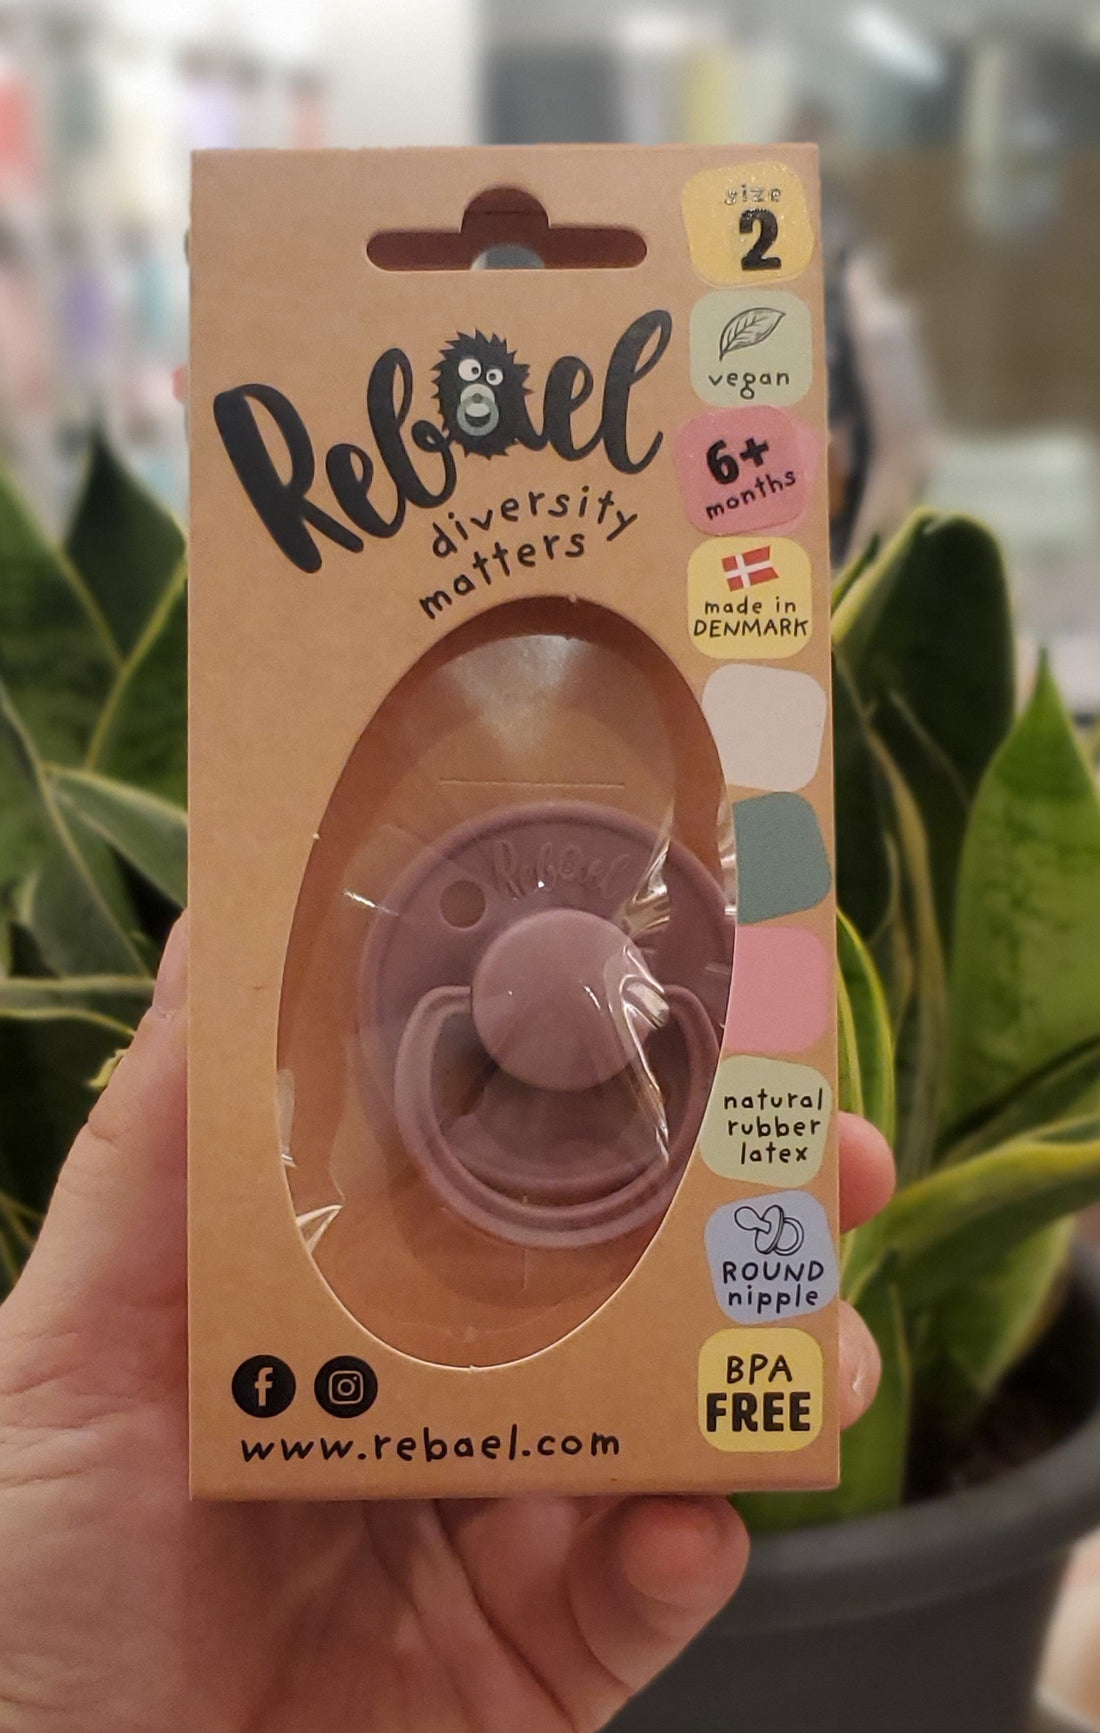 size
2
vegan
6+
months
made in
DENMARK
Rebael
diversity
matters
Rebael
natural
rubber
latex
ROUND
nipple
BPA
FREE
www.rebael.com